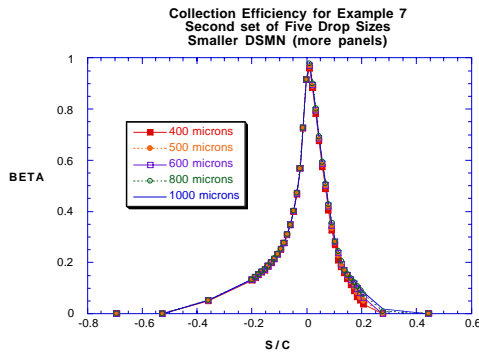 Collection Efficiency for Example 7
Second set of Five Drop Sizes
Smaller DSMN (more panels)
1
0.8
0.6
0.4
0.2
0
BETA
400 microns
500 microns
600 microns
800 microns
1000 microns
-0.8
-0.6
-0.4
-0.2
0
0.2
0.4
0.6
S/C